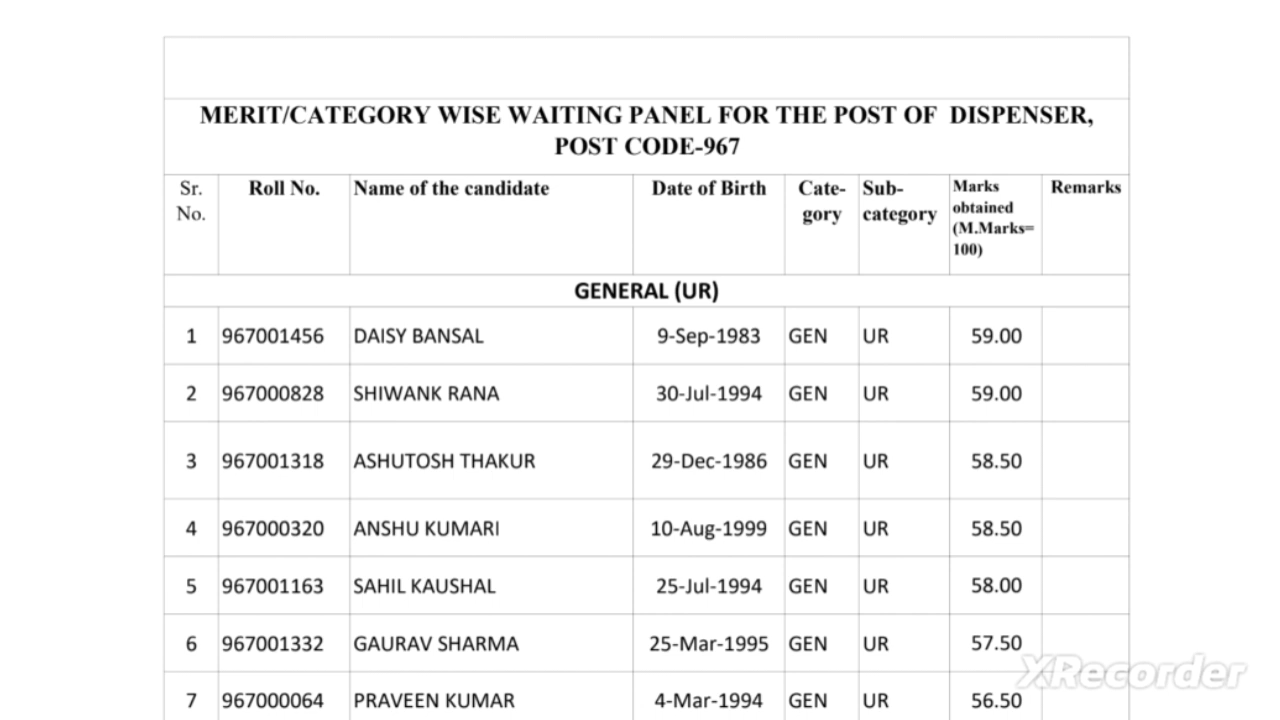 MERIT/CATEGORY WISE WAITING PANEL FOR THE POST OF DISPENSER,
POST CODE-967
Sr. No. Roll No. Name of the candidate Date of Birth Cate-gory Sub-category Marks obtained (M.Marks= 100) Remarks
GENERAL (UR)
1 967001456 DAISY BANSAL 9-Sep-1983 GEN UR 59.00
2 967000828 SHIWANK RANA 30-Jul-1994 GEN UR 59.00
3 967001318 ASHUTOSH THAKUR 29-Dec-1986 GEN UR 58.50
4 967000320 ANSHU KUMARI 10-Aug-1999 GEN UR 58.50
5 967001163 SAHIL KAUSHAL 25-Jul-1994 GEN UR 58.00
6 967001332 GAURAV SHARMA 25-Mar-1995 GEN UR 57.50
7 967000064 PRAVEEN KUMAR 4-Mar-1994 GEN UR 56.50
XRecorder